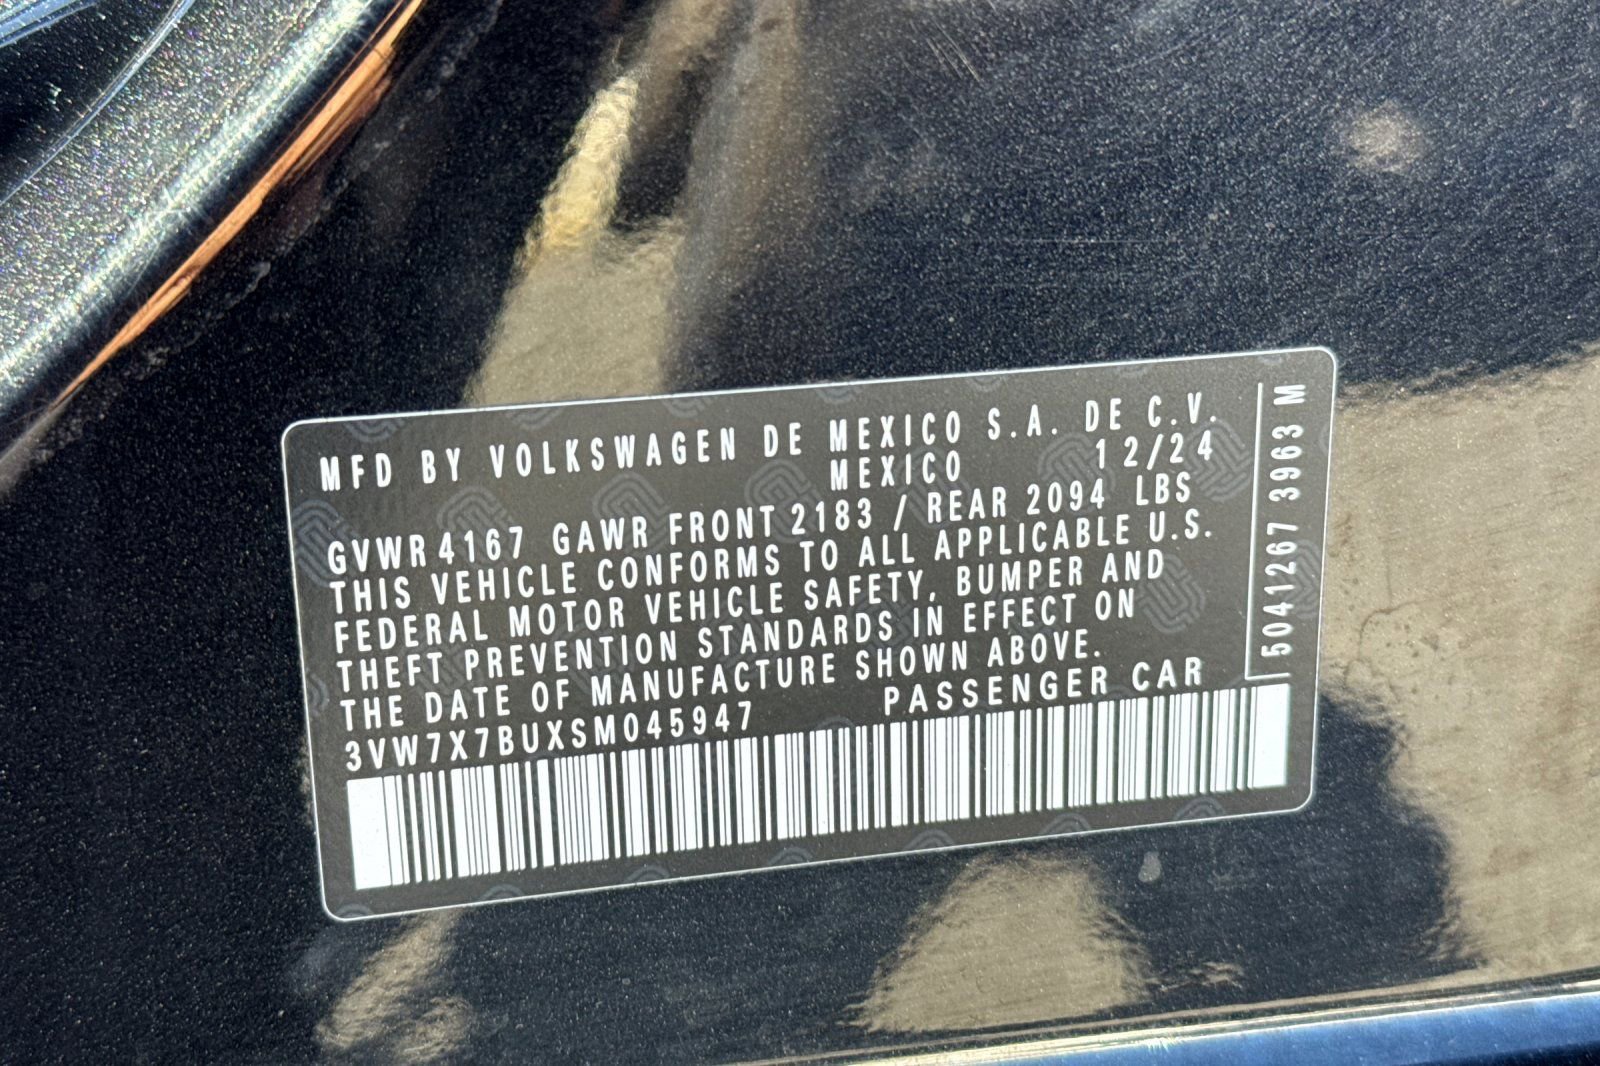 MFD BY VOLKSWAGEN DE MEXICO S.A. DE C.V.
MEXICO 12/24
GVWR 4167 GAWR FRONT 2183 / REAR 2094 LBS
THIS VEHICLE CONFORMS TO ALL APPLICABLE U.S.
FEDERAL MOTOR VEHICLE SAFETY, BUMPER AND
THEFT PREVENTION STANDARDS IN EFFECT ON
THE DATE OF MANUFACTURE SHOWN ABOVE.
3VW7X7BUXSM045947 PASSENGER CAR
5041267 3963 M